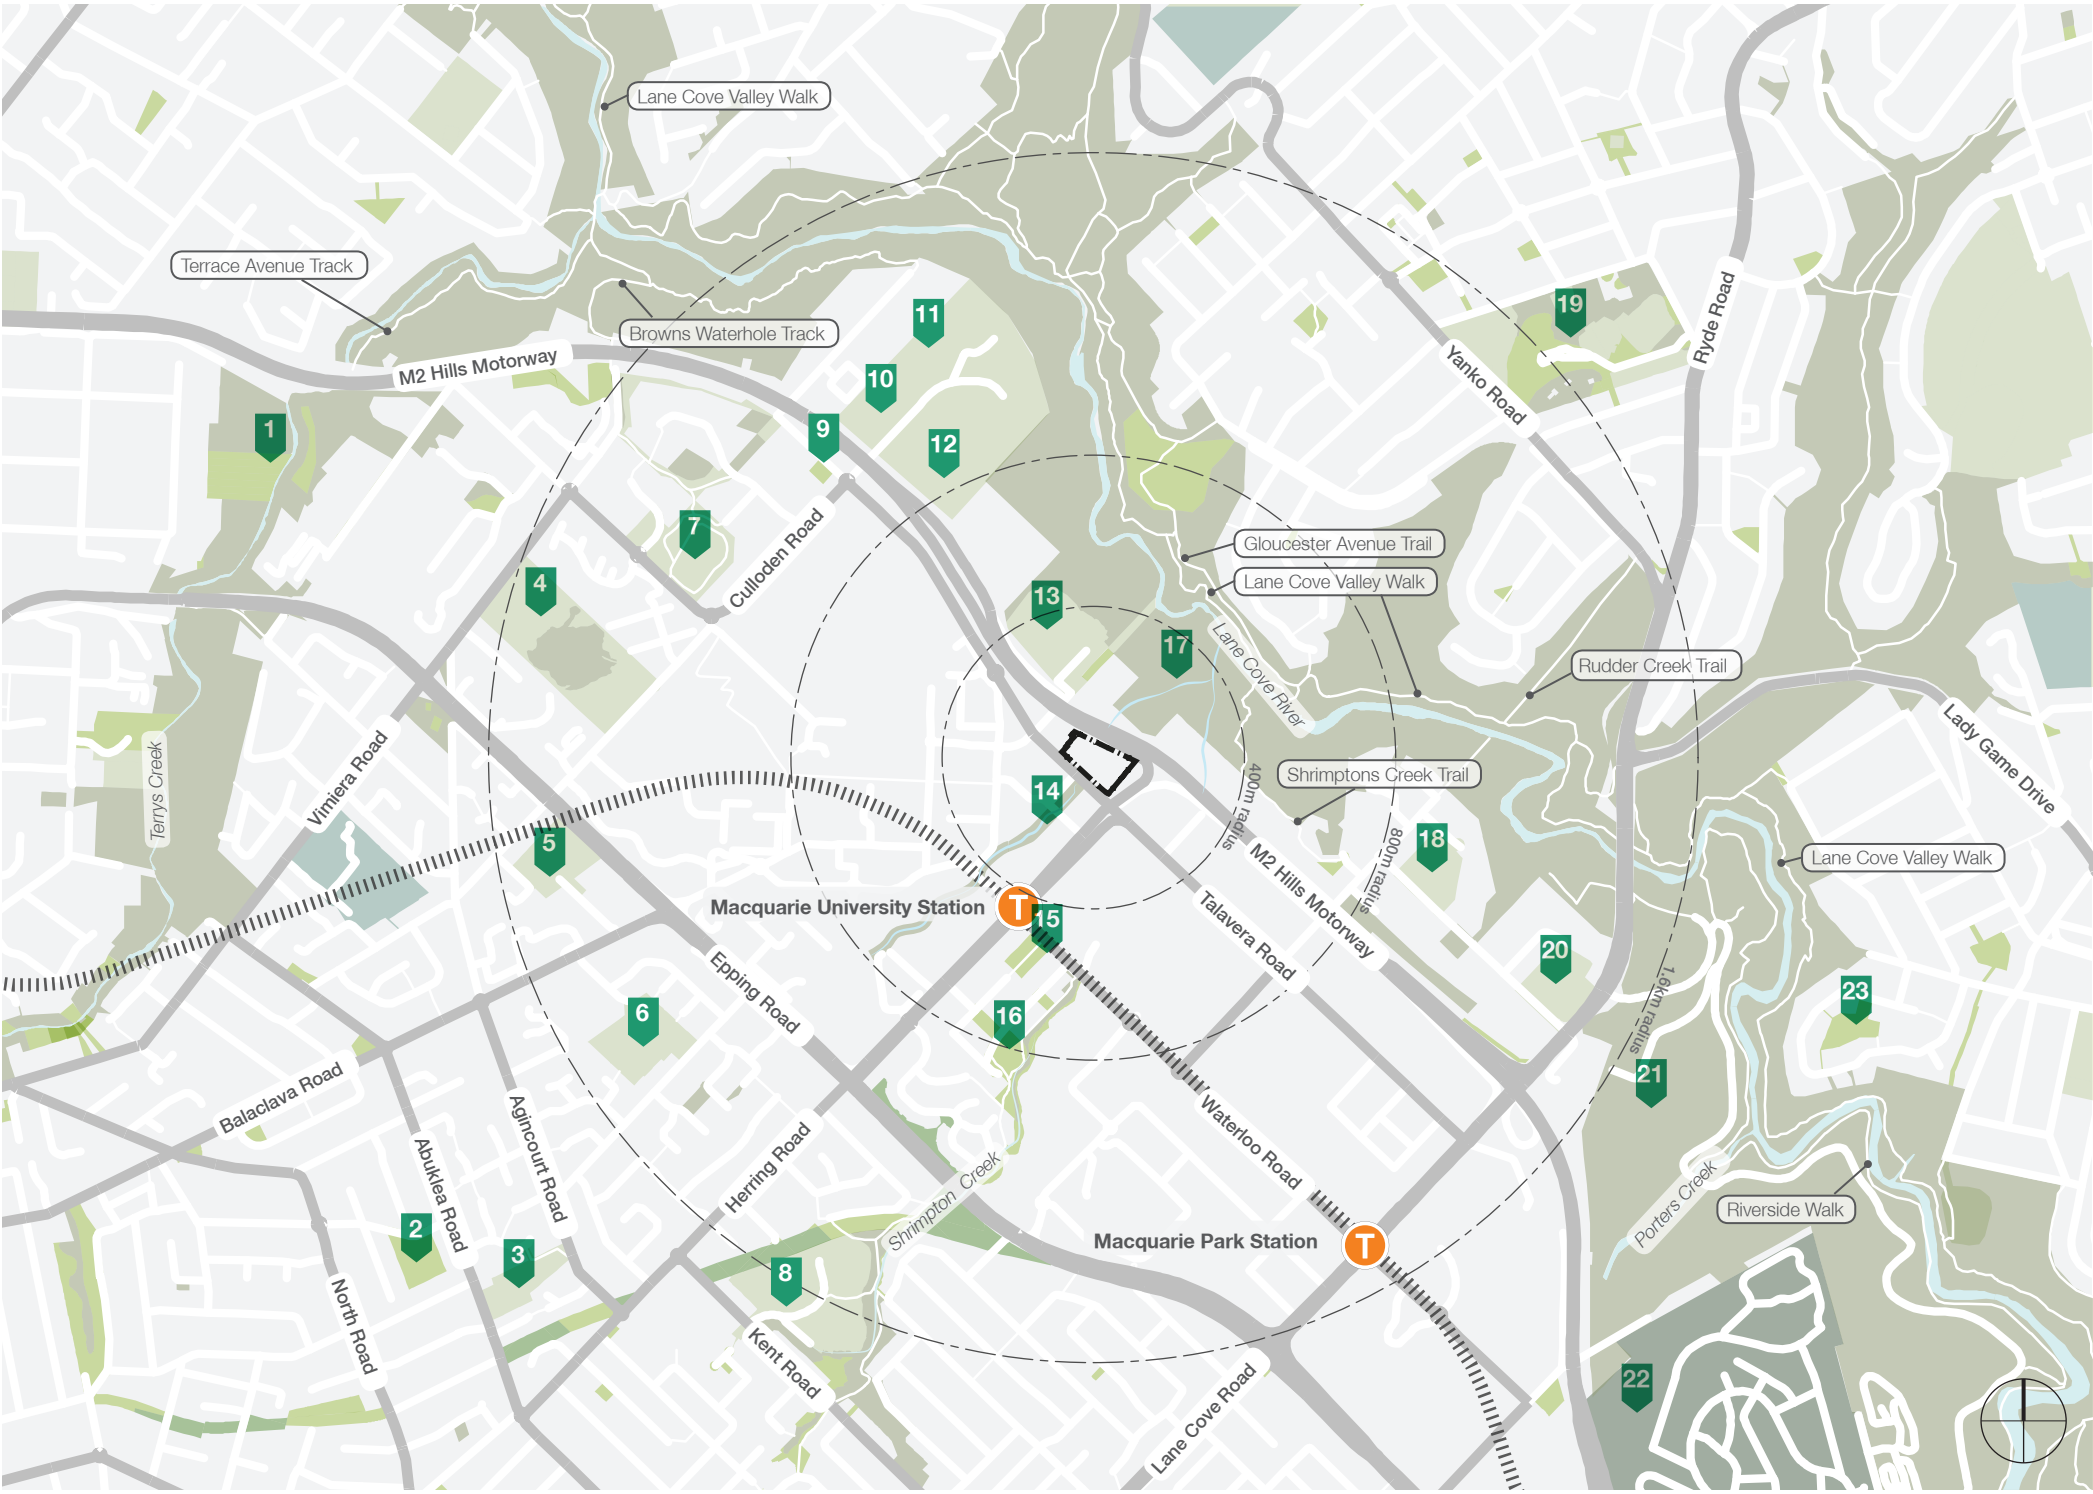 Lane Cove Valley Walk
Terrace Avenue Track
Browns Waterhole Track
M2 Hills Motorway
Ryde Road
Yanko Road
19
11
10
9
12
1
7
Culloden Road
4
Gloucester Avenue Trail
Lane Cove Valley Walk
13
17
Lane Cove River
Rudder Creek Trail
Lady Game Drive
Terrys Creek
Vimiera Road
14
400m radius
Shrimptons Creek Trail
5
18
800m radius
M2 Hills Motorway
Lane Cove Valley Walk
Macquarie University Station
T
15
Talavera Road
Epping Road
20
1.6km radius
23
6
16
21
Balaclava Road
Agincourt Road
Abuklea Road
Herring Road
Waterloo Road
Shrimpton Creek
Porters Creek
Riverside Walk
2
3
8
Macquarie Park Station
T
North Road
Kent Road
Lane Cove Road
22